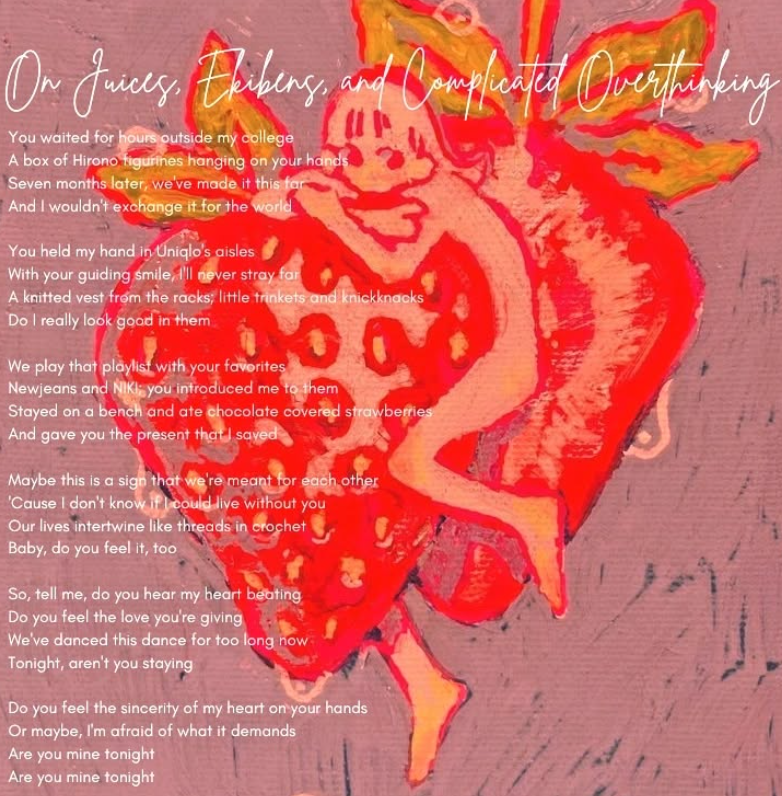 On Juices, Ekibens, and Complicated Overthinking
You waited for hours outside my college
A box of Hirono figurines hanging on your hands
Seven months later, we've made it this far
And I wouldn't exchange it for the world
You held my hand in Uniqlo's aisles
With your guiding smile, I'll never stray far
A knitted vest from the racks; little trinkets and knickknacks
Do I really look good in them
We play that playlist with your favorites
Newjeans and NIKI; you introduced me to them
Stayed on a bench and ate chocolate covered strawberries
And gave you the present that I saved
Maybe this is a sign that we're meant for each other
'Cause I don't know if I could live without you
Our lives intertwine like threads in crochet
Baby, do you feel it, too
So, tell me, do you hear my heart beating
Do you feel the love you're giving
We've danced this dance for too long now
Tonight, aren't you staying
Do you feel the sincerity of my heart on your hands
Or maybe, I'm afraid of what it demands
Are you mine tonight
Are you mine tonight